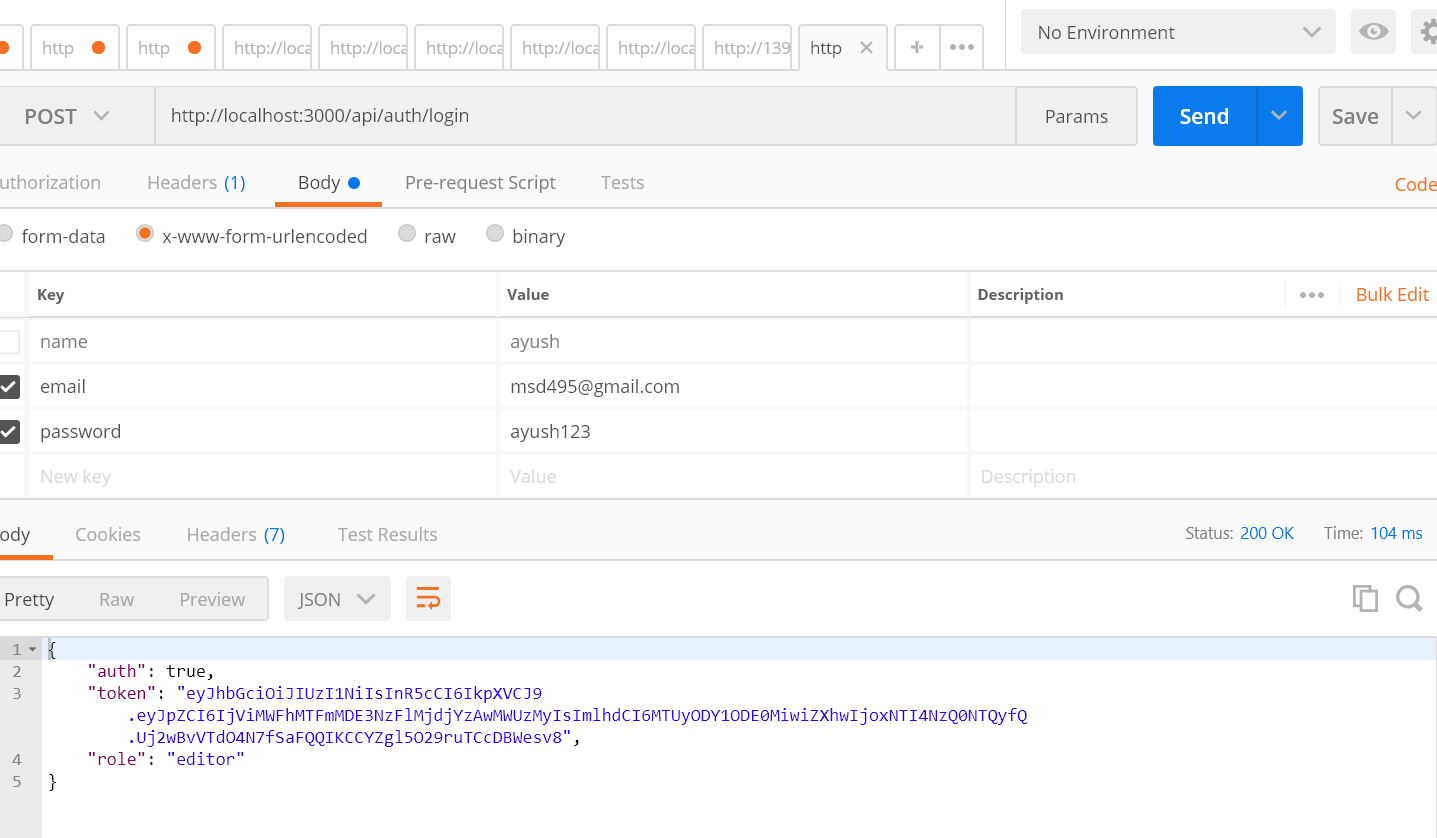 http http http://loca http://loca http://loca http://loca http://loca http://139 http No Environment
POST http://localhost:3000/api/auth/login Params Send Save
uthorization Headers (1) Body Pre-request Script Tests Code
form-data x-www-form-urlencoded raw binary
Key Value Description Bulk Edit
name ayush
email msd495@gmail.com
password ayush123
New key Value Description
ody Cookies Headers (7) Test Results Status: 200 OK Time: 104 ms
Pretty Raw Preview JSON
1 {
2 "auth": true,
3 "token": "eyJhbGciOiJIUzI1NiIsInR5cCI6IkpXVCJ9
.eyJpZCI6IjViMWFhMTFmMDE3NzFlMjdjYzAwMWUzMyIsImlhdCI6MTUyODY1ODE0MiwiZXhwIjoxNTI4NzQ0NTQyfQ
.Uj2wBvVTdO4N7fSaFQQIKCCYZgl5O29ruTCcDBWesv8",
4 "role": "editor"
5 }